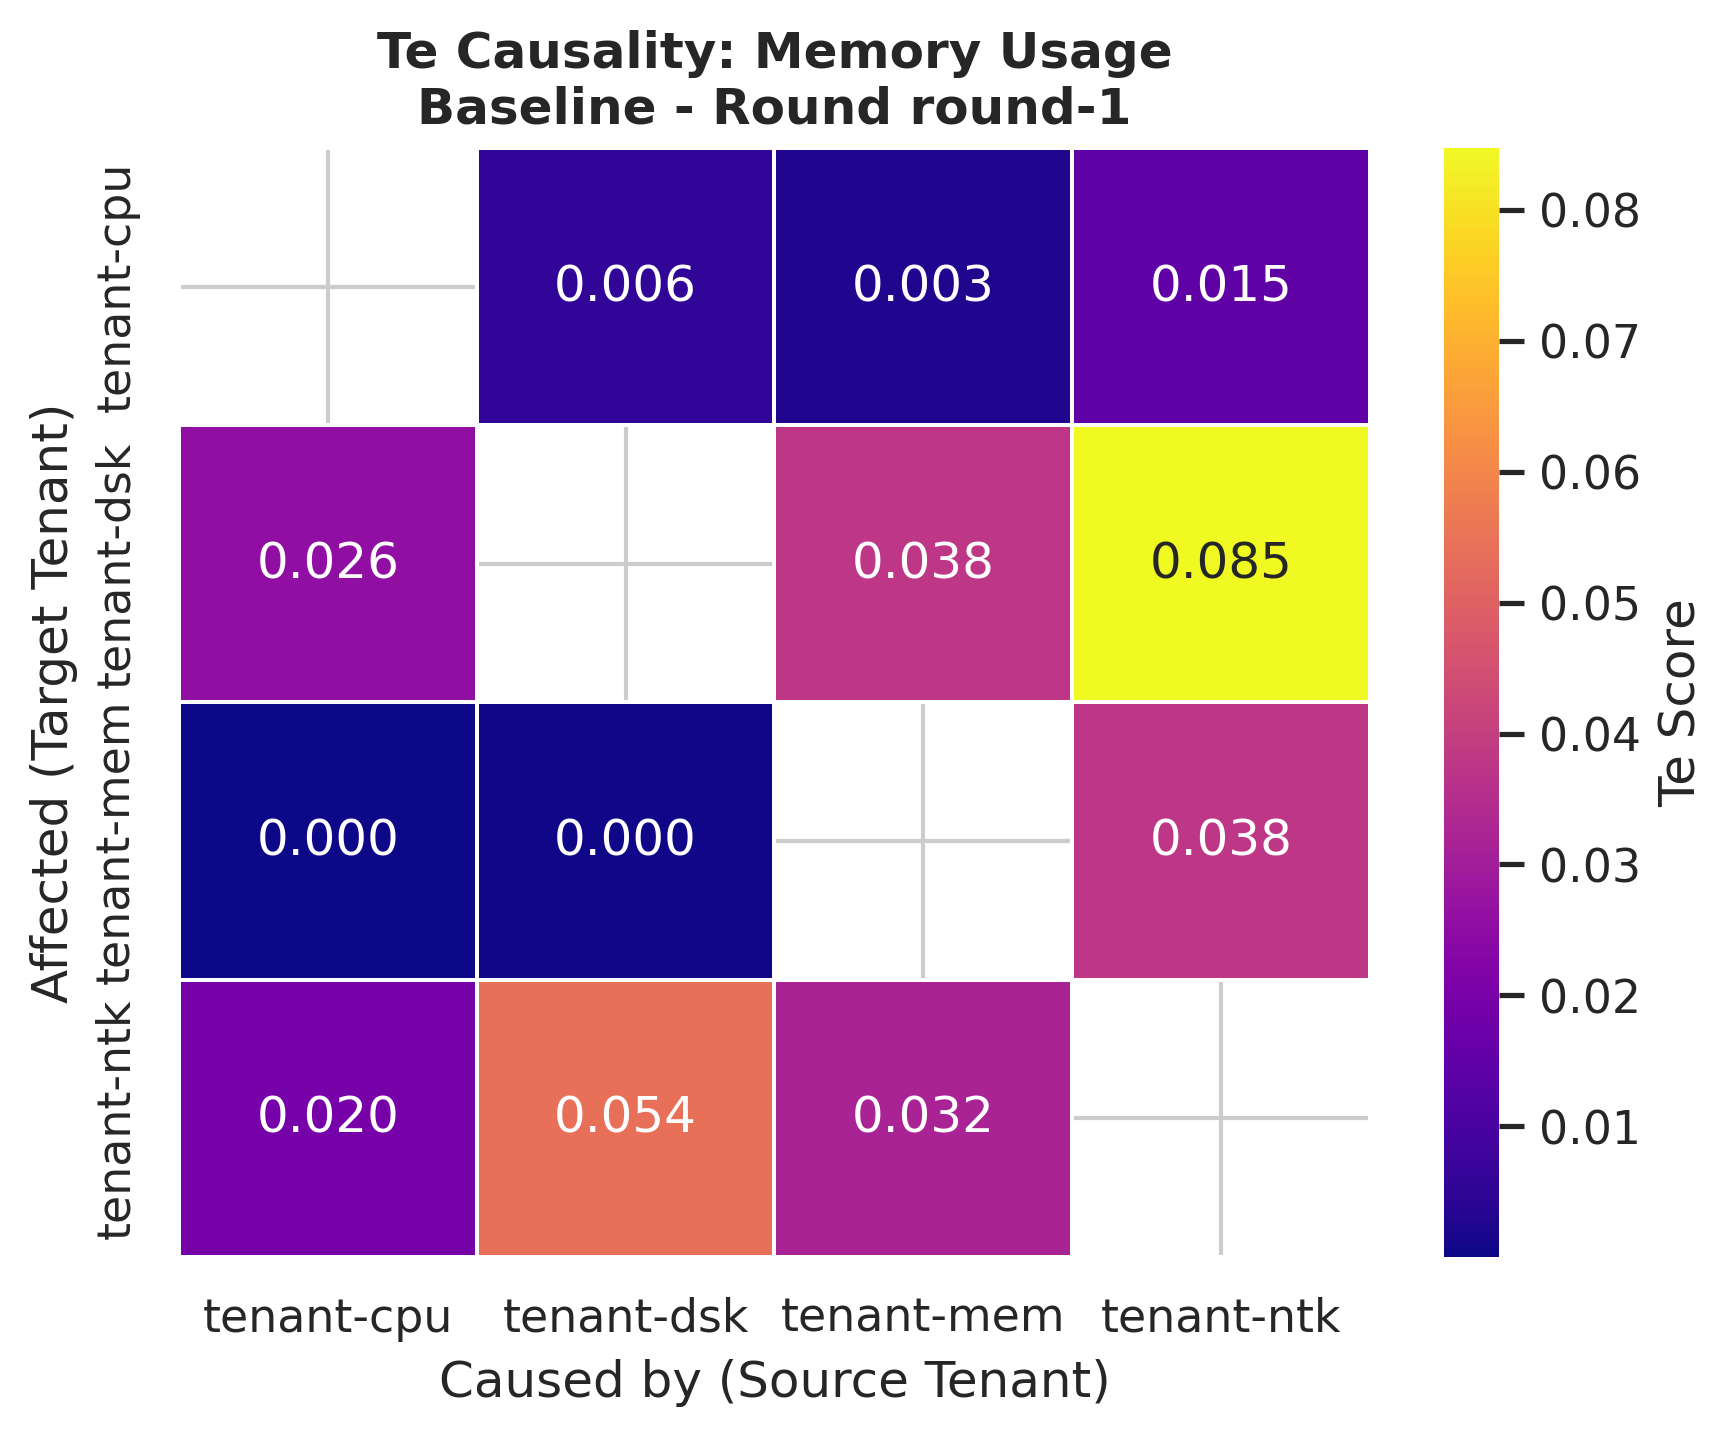 Te Causality: Memory Usage
Baseline - Round round-1
Affected (Target Tenant)
tenant-cpu
tenant-dsk
tenant-mem
tenant-ntk
0.006 0.003 0.015
0.026 0.038 0.085
0.000 0.000 0.038
0.020 0.054 0.032
tenant-cpu tenant-dsk tenant-mem tenant-ntk
Caused by (Source Tenant)
0.08
0.07
0.06
0.05
0.04
0.03
0.02
0.01
Te Score